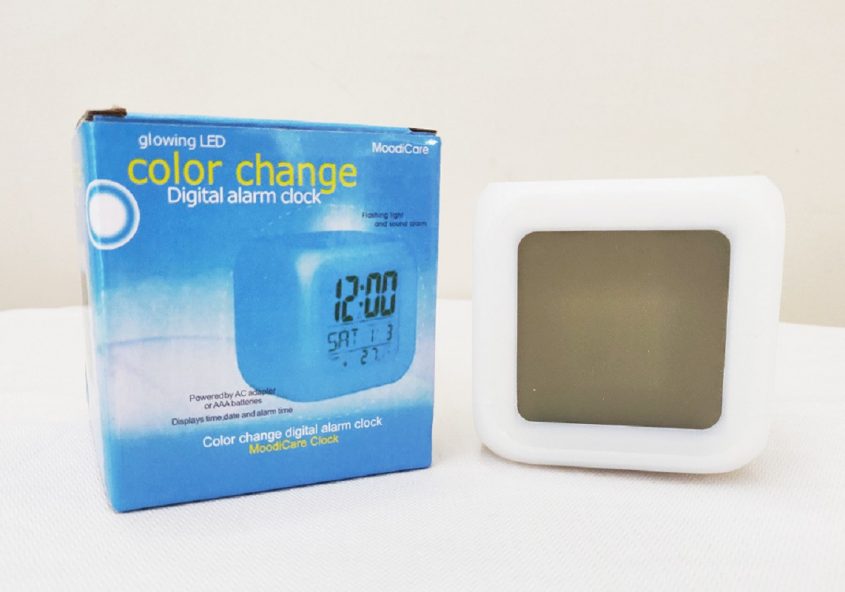 glowing LED
MoodiCare
color change
Digital alarm clock
Flashing light
and sound alarm
12:00
SAT 1 3
27
Powered by AC adapter
or AAA batteries
Displays time,date and alarm time
Color change digital alarm clock
MoodiCare Clock